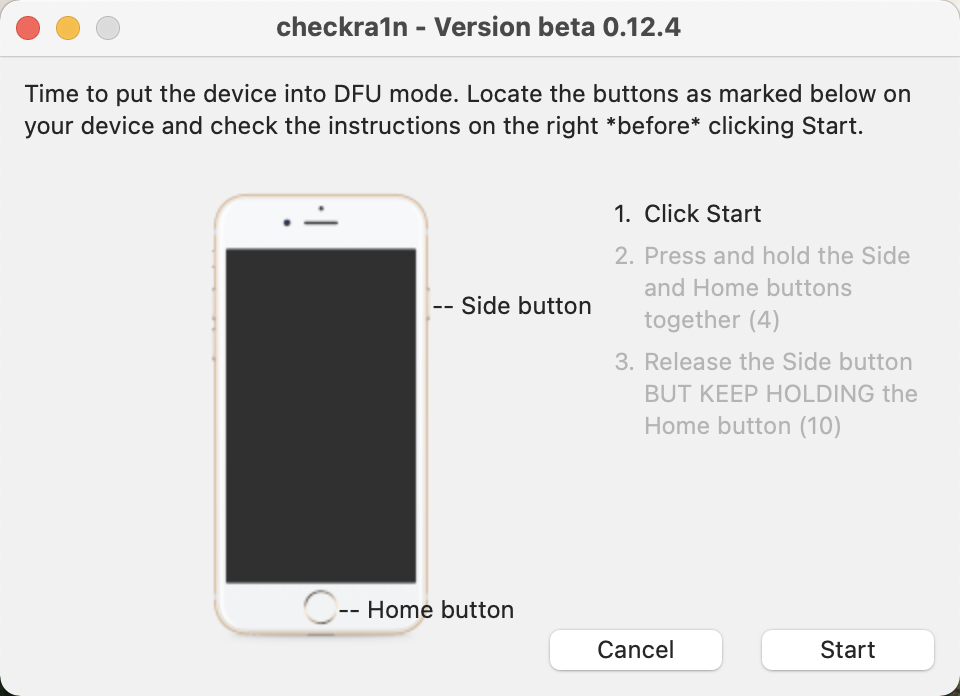 checkra1n - Version beta 0.12.4
Time to put the device into DFU mode. Locate the buttons as marked below on
your device and check the instructions on the right *before* clicking Start.
-- Side button
-- Home button
1. Click Start
2. Press and hold the Side
and Home buttons
together (4)
3. Release the Side button
BUT KEEP HOLDING the
Home button (10)
Cancel
Start